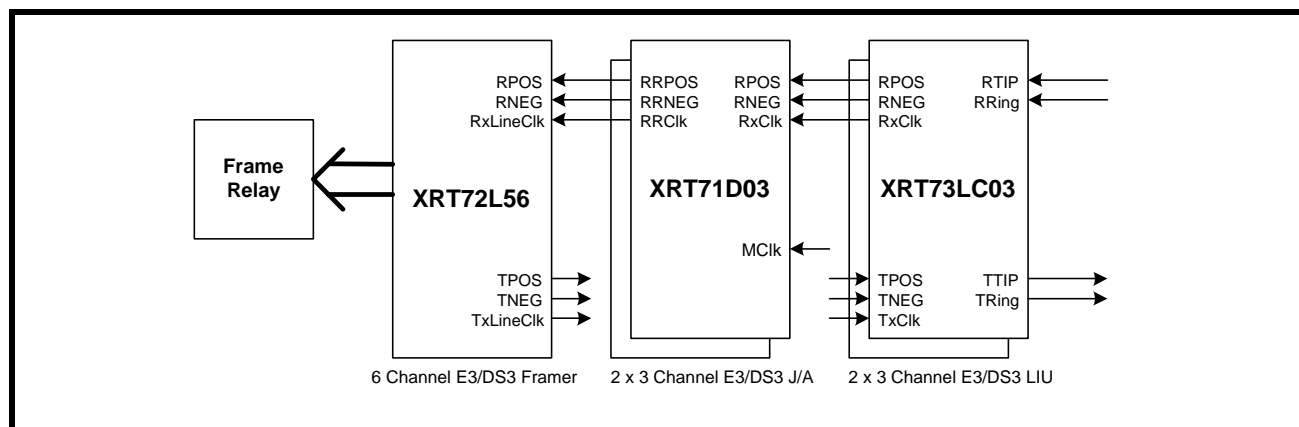 RPOS
RNEG
RxLineClk
RRPOS
RRNEG
RRClk
RPOS
RNEG
RxClk
RPOS
RNEG
RxClk
RTIP
RRing
Frame
Relay
XRT72L56
XRT71D03
XRT73LC03
MClk
TPOS
TNEG
TxLineClk
TPOS
TNEG
TxClk
TTIP
TRing
6 Channel E3/DS3 Framer
2 x 3 Channel E3/DS3 J/A
2 x 3 Channel E3/DS3 LIU